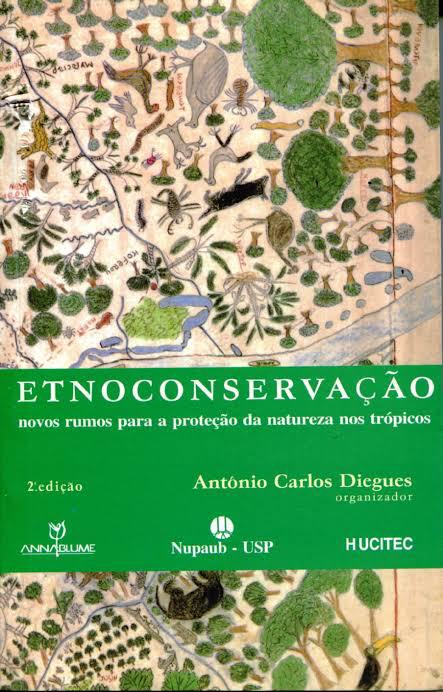 ETNOCONSERVAÇÃO
novos rumos para a proteção da natureza nos trópicos
2ª.edição
Antônio Carlos Diegues
organizador
ANNABLUME
Nupaub - USP
HUCITEC